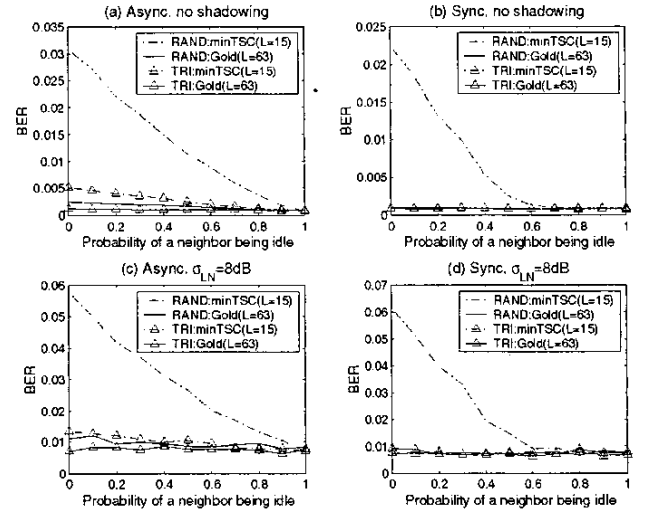 (a) Async, no shadowing
0.035
0.03
0.025
0.02
0.015
0.01
0.005
0
BER
RAND:minTSC(L=15)
RAND:Gold(L=63)
TRI:minTSC(L=15)
TRI:Gold(L=63)
0 0.2 0.4 0.6 0.8 1
Probability of a neighbor being idle
(b) Sync, no shadowing
0.025
0.02
0.015
0.01
0.005
0
BER
RAND:minTSC(L=15)
RAND:Gold(L=63)
TRI:minTSC(L=15)
TRI:Gold(L=63)
0 0.2 0.4 0.6 0.8 1
Probability of a neighbor being idle
(c) Async, σLN=8dB
0.06
0.05
0.04
0.03
0.02
0.01
0
BER
RAND:minTSC(L=15)
RAND:Gold(L=63)
TRI:minTSC(L=15)
TRI:Gold(L=63)
0 0.2 0.4 0.6 0.8 1
Probability of a neighbor being idle
(d) Sync, σLN=8dB
0.07
0.06
0.05
0.04
0.03
0.02
0.01
0
BER
RAND:minTSC(L=15)
RAND:Gold(L=63)
TRI:minTSC(L=15)
TRI:Gold(L=63)
0 0.2 0.4 0.6 0.8 1
Probability of a neighbor being idle